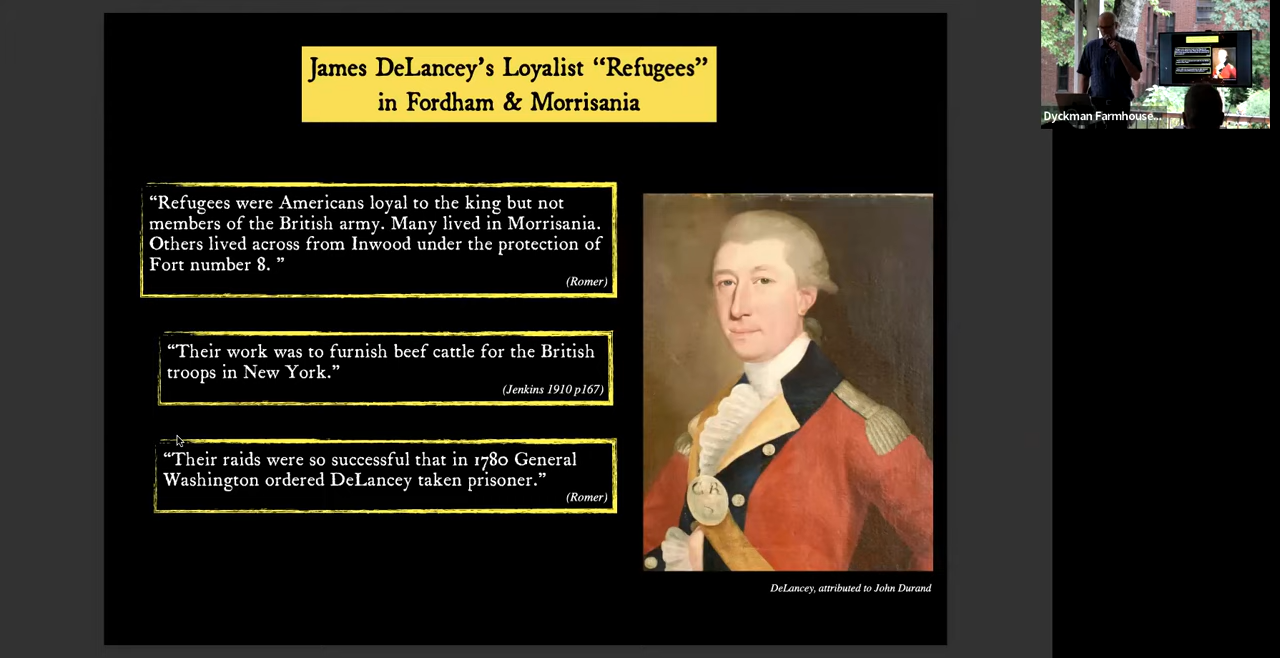 James DeLancey's Loyalist “Refugees”
in Fordham & Morrisania
“Refugees were Americans loyal to the king but not
members of the British army. Many lived in Morrisania.
Others lived across from Inwood under the protection of
Fort number 8. ”
(Romer)
“Their work was to furnish beef cattle for the British
troops in New York.”
(Jenkins 1910 p167)
“Their raids were so successful that in 1780 General
Washington ordered DeLancey taken prisoner.”
(Romer)
DeLancey, attributed to John Durand
Dyckman Farmhouse...